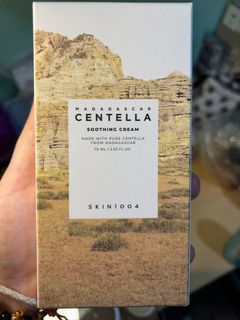 MADAGASCAR
CENTELLA
SOOTHING CREAM
MADE WITH PURE CENTELLA
FROM MADAGASCAR
75 ML / 2.53 FL.OZ.
SKIN1004